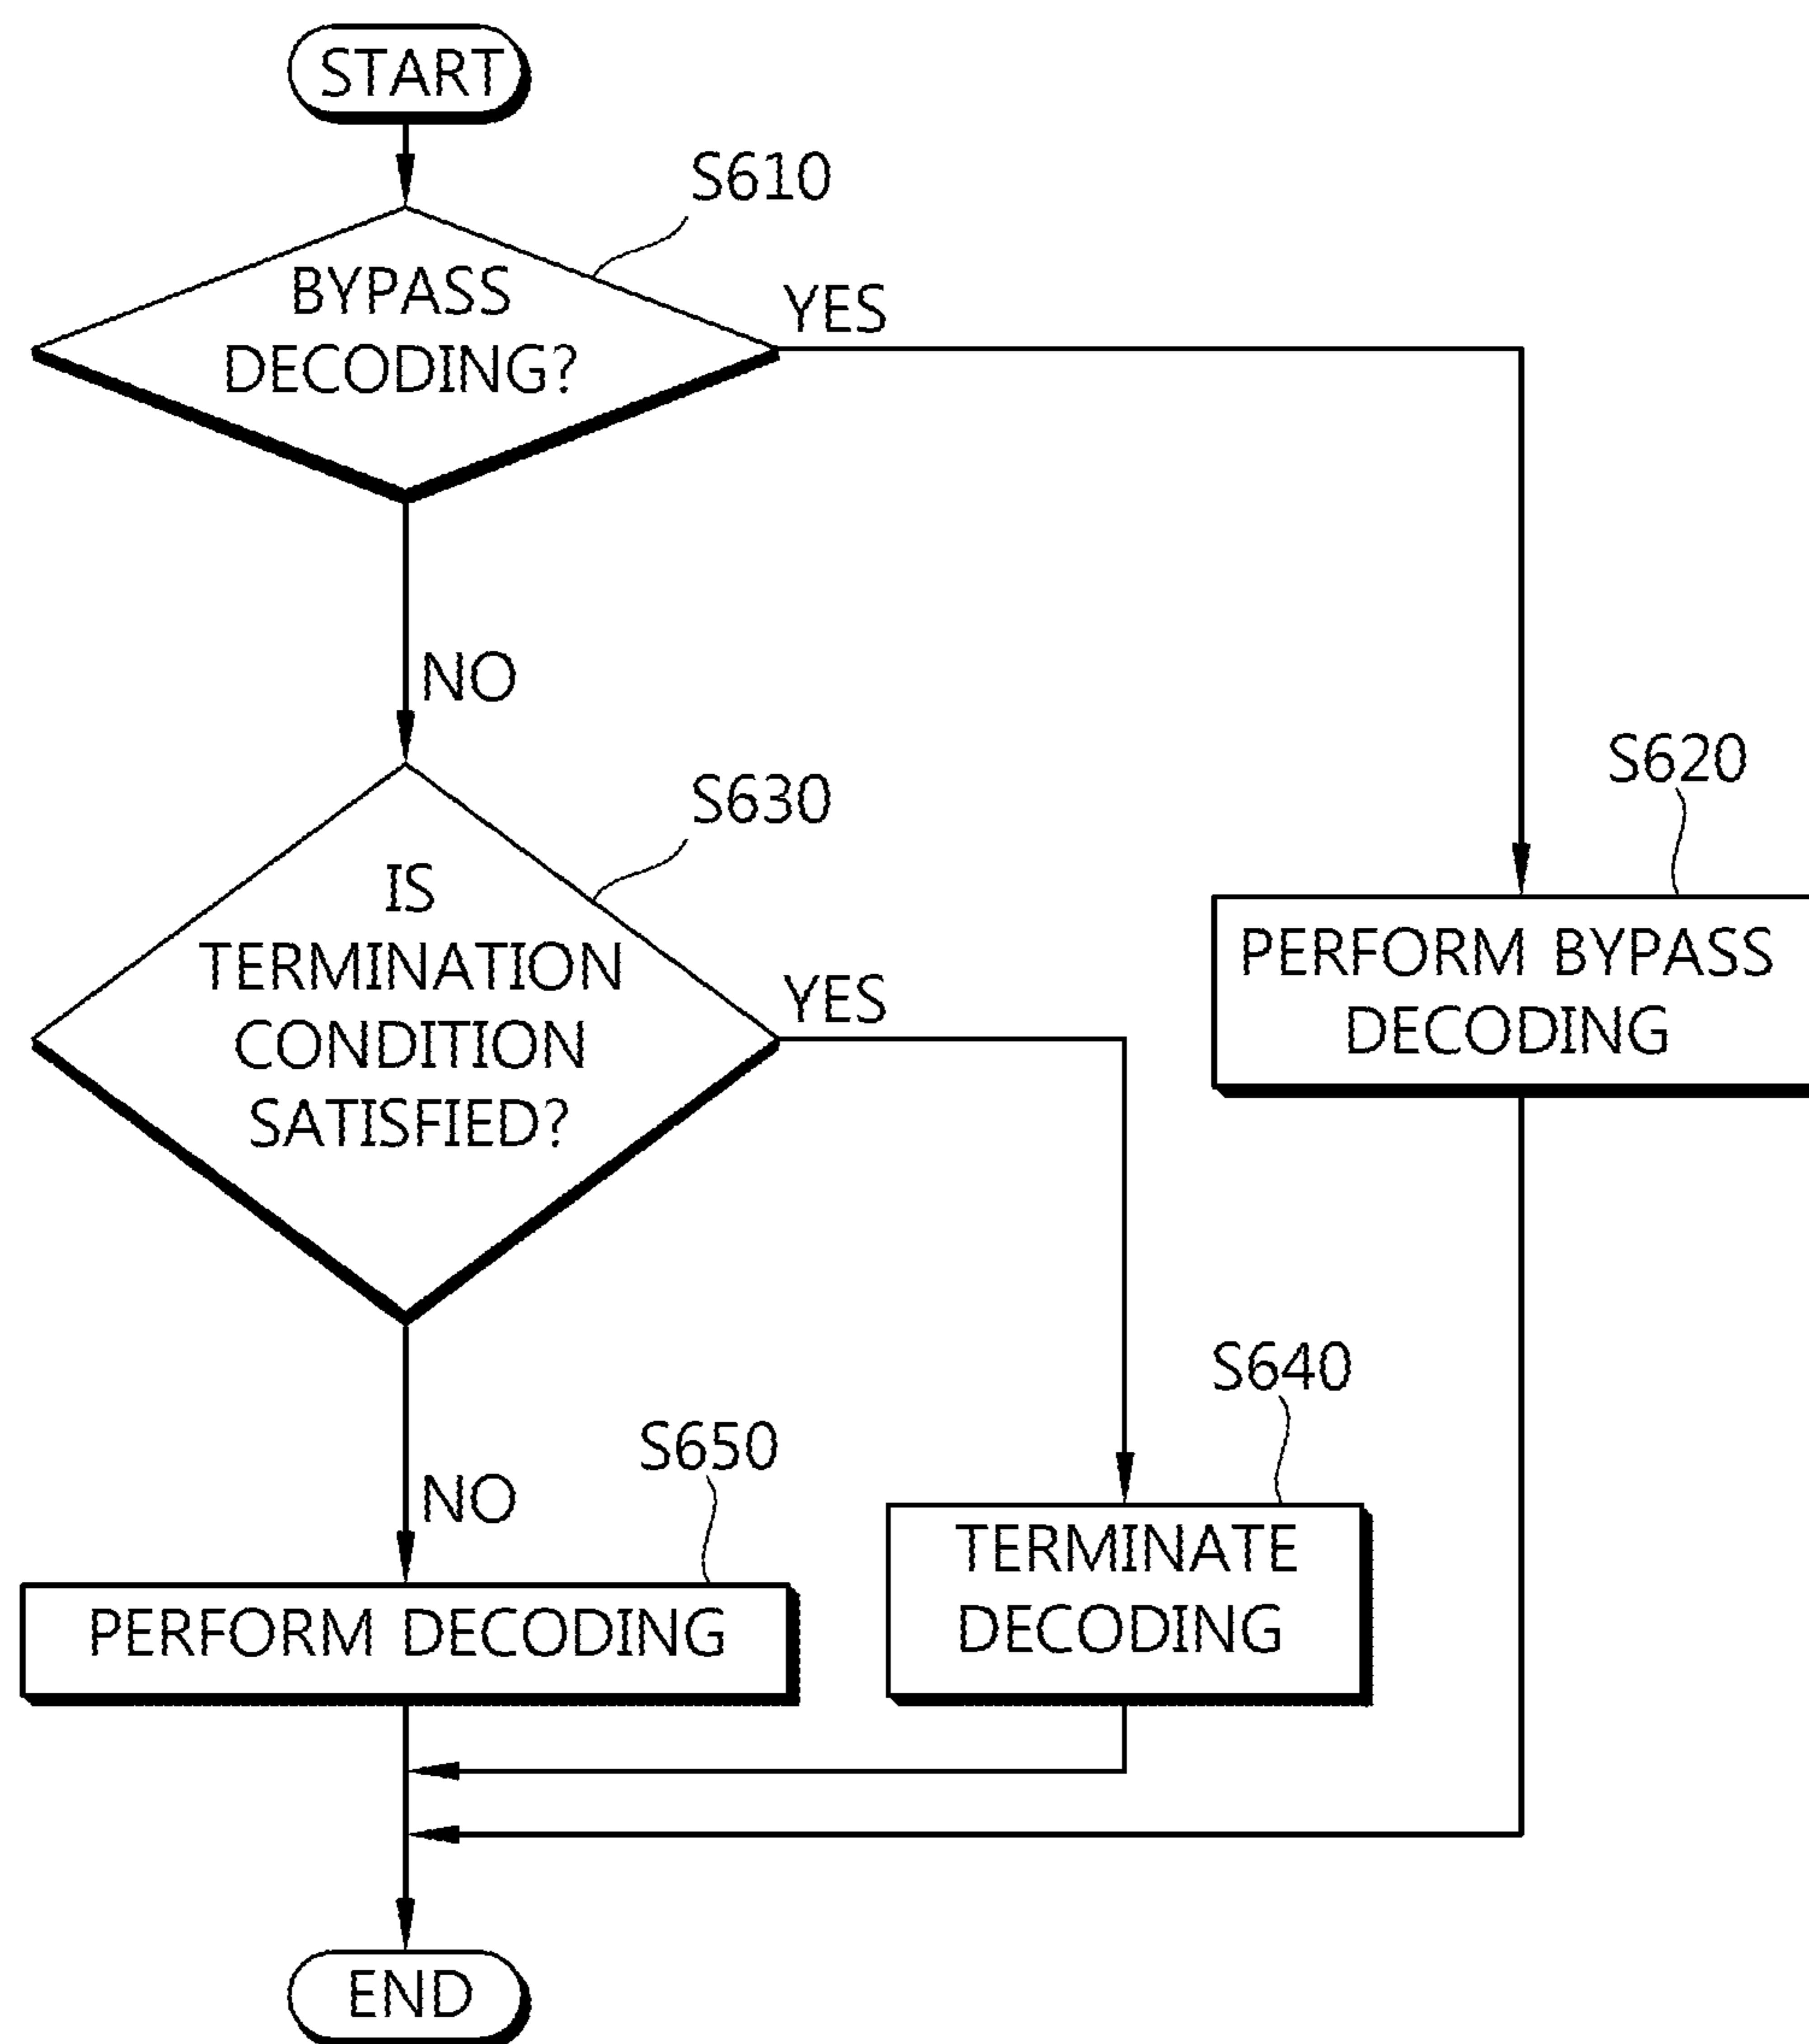 START
S610
BYPASS
DECODING?
YES
NO
S620
PERFORM BYPASS
DECODING
S630
IS
TERMINATION
CONDITION
SATISFIED?
YES
S640
TERMINATE
DECODING
NO
S650
PERFORM DECODING
END